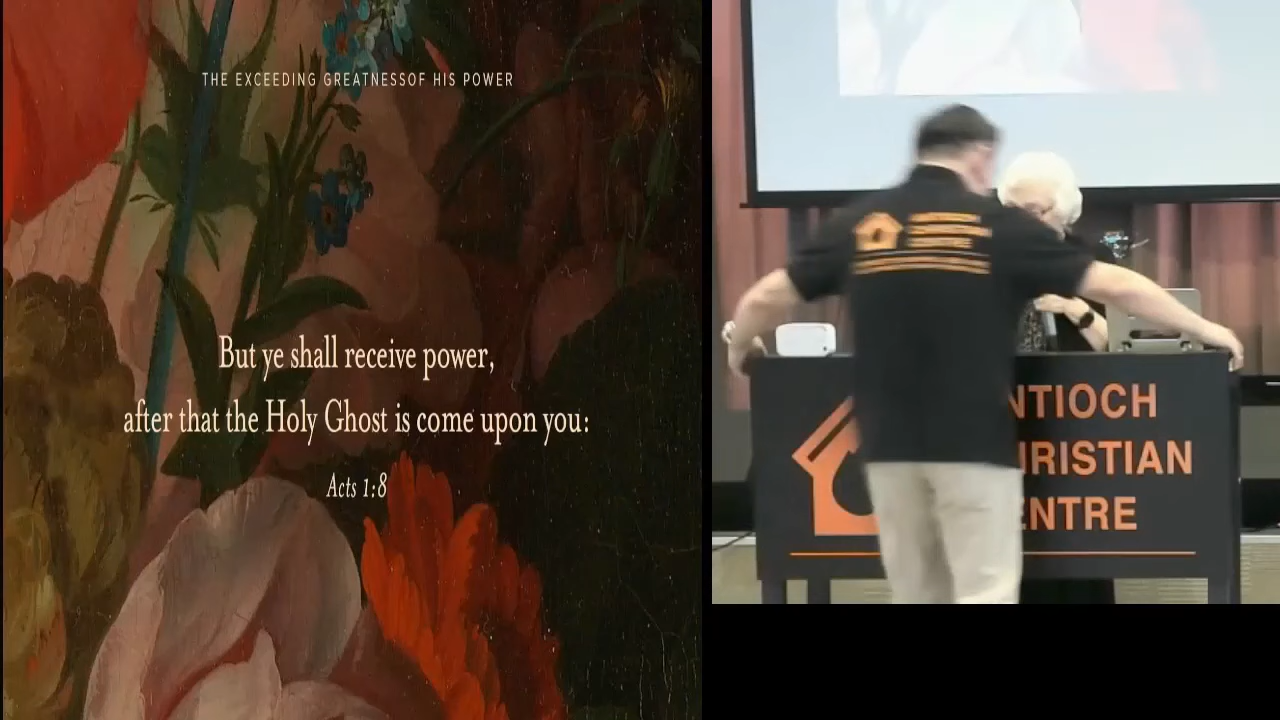 THE EXCEEDING GREATNESSOF HIS POWER
But ye shall receive power,
after that the Holy Ghost is come upon you:
Acts 1:8
NTIOCH
RISTIAN
NTRE